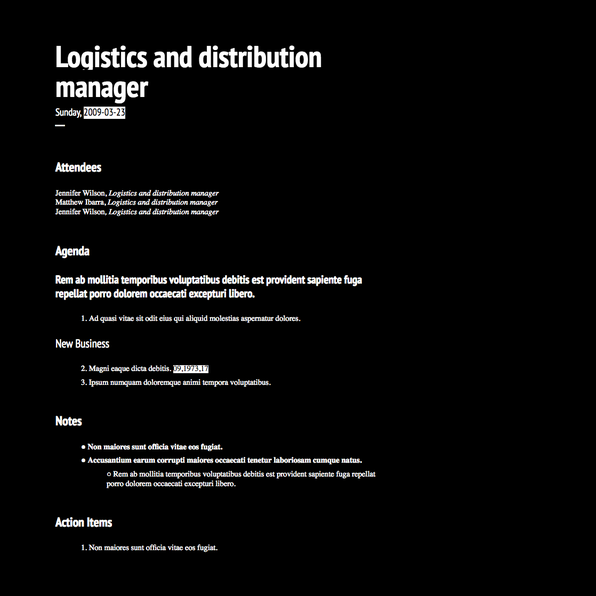 Logistics and distribution
manager
Sunday, 2009-03-23
Attendees
Jennifer Wilson, Logistics and distribution manager
Matthew Ibarra, Logistics and distribution manager
Jennifer Wilson, Logistics and distribution manager
Agenda
Rem ab mollitia temporibus voluptatibus debitis est provident sapiente fuga
repellat porro dolorem occaecati excepturi libero.
1. Ad quasi vitae sit odit eius qui aliquid molestias aspernatur dolores.
New Business
2. Magni eaque dicta debitis. 09,1973,17
3. Ipsum numquam doloremque animi tempora voluptatibus.
Notes
● Non maiores sunt officia vitae eos fugiat.
● Accusantium earum corrupti maiores occaecati tenetur laboriosam cumque natus.
○ Rem ab mollitia temporibus voluptatibus debitis est provident sapiente fuga repellat
porro dolorem occaecati excepturi libero.
Action Items
1. Non maiores sunt officia vitae eos fugiat.